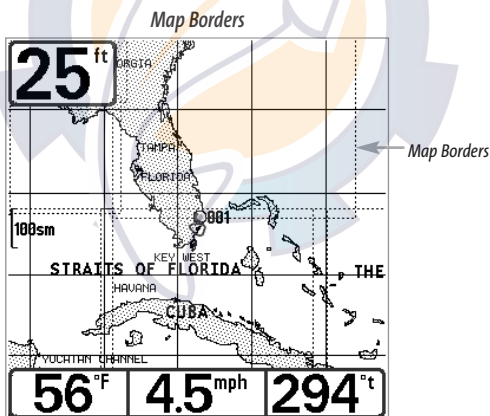 Map Borders
25 ft
ORGIA
TAMPA
FLORIDA
Map Borders
001
100sm
KEY WEST
STRAITS OF FLORIDA
THE
HAVANA
CUBA
YUCATAN CHANNEL
56°F 4.5mph 294°t